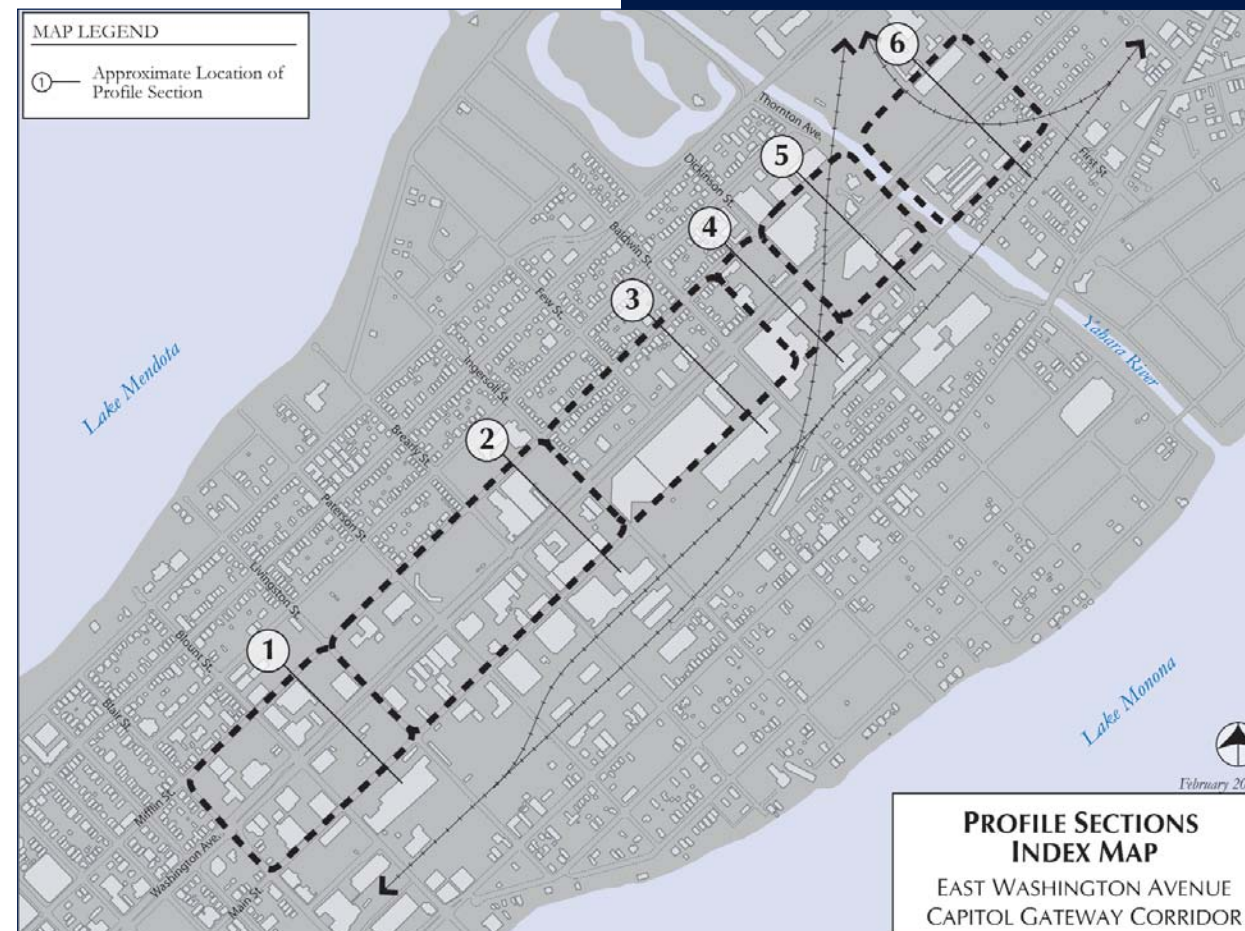 MAP LEGEND
1 Approximate Location of
Profile Section
6
Thornton Ave.
First St.
5
Dickinson St.
4
Baldwin St.
3
Few St.
Yahara River
Lake Mendota
Ingersoll St.
2
Brearly St.
Paterson St.
Livingston St.
1
Blount St.
Lake Monona
Blair St.
Mifflin St.
Washington Ave.
Main St.
February
PROFILE SECTIONS
INDEX MAP
EAST WASHINGTON AVENUE
CAPITOL GATEWAY CORRIDOR